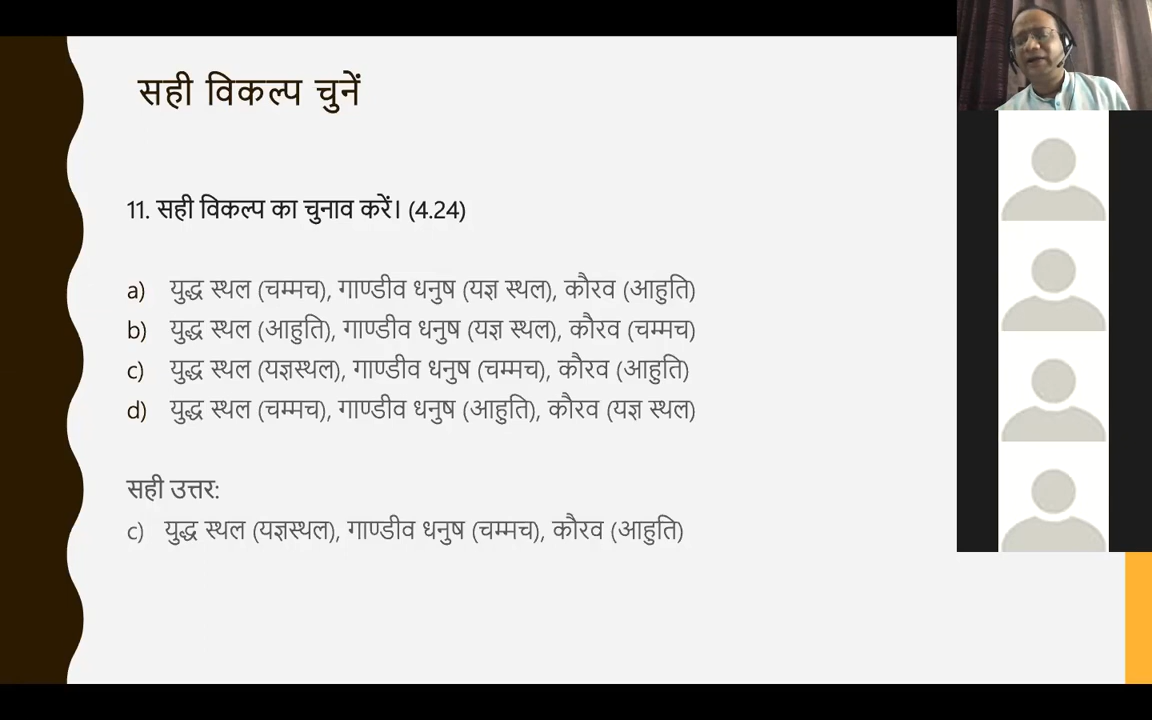 सही विकल्प चुनें
11. सही विकल्प का चुनाव करें। (4.24)
a) युद्ध स्थल (चम्मच), गाण्डीव धनुष (यज्ञ स्थल), कौरव (आहुति)
b) युद्ध स्थल (आहुति), गाण्डीव धनुष (यज्ञ स्थल), कौरव (चम्मच)
c) युद्ध स्थल (यज्ञस्थल), गाण्डीव धनुष (चम्मच), कौरव (आहुति)
d) युद्ध स्थल (चम्मच), गाण्डीव धनुष (आहुति), कौरव (यज्ञ स्थल)
सही उत्तर:
c) युद्ध स्थल (यज्ञस्थल), गाण्डीव धनुष (चम्मच), कौरव (आहुति)